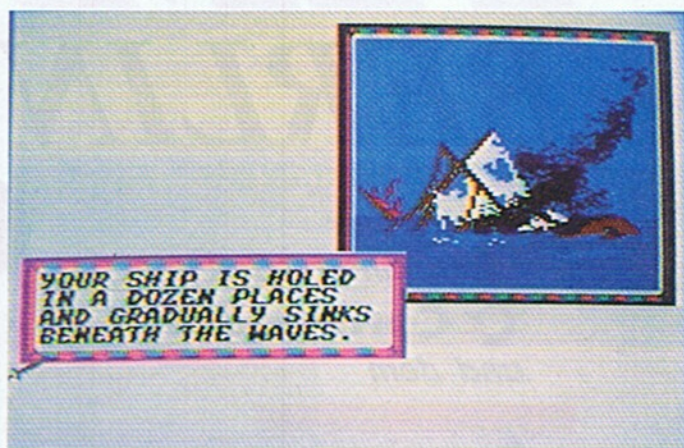 YOUR SHIP IS HOLED
IN A DOZEN PLACES
AND GRADUALLY SINKS
BENEATH THE WAVES.